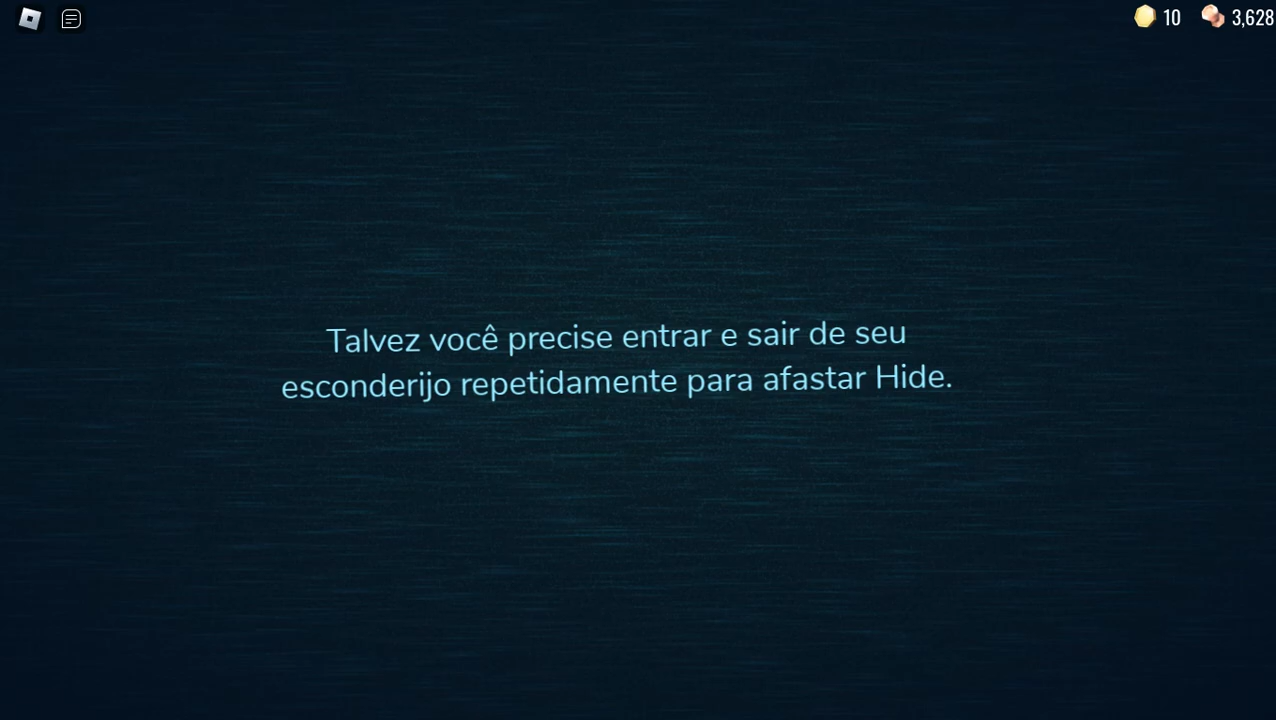 10 3,628
Talvez você precise entrar e sair de seu
esconderijo repetidamente para afastar Hide.